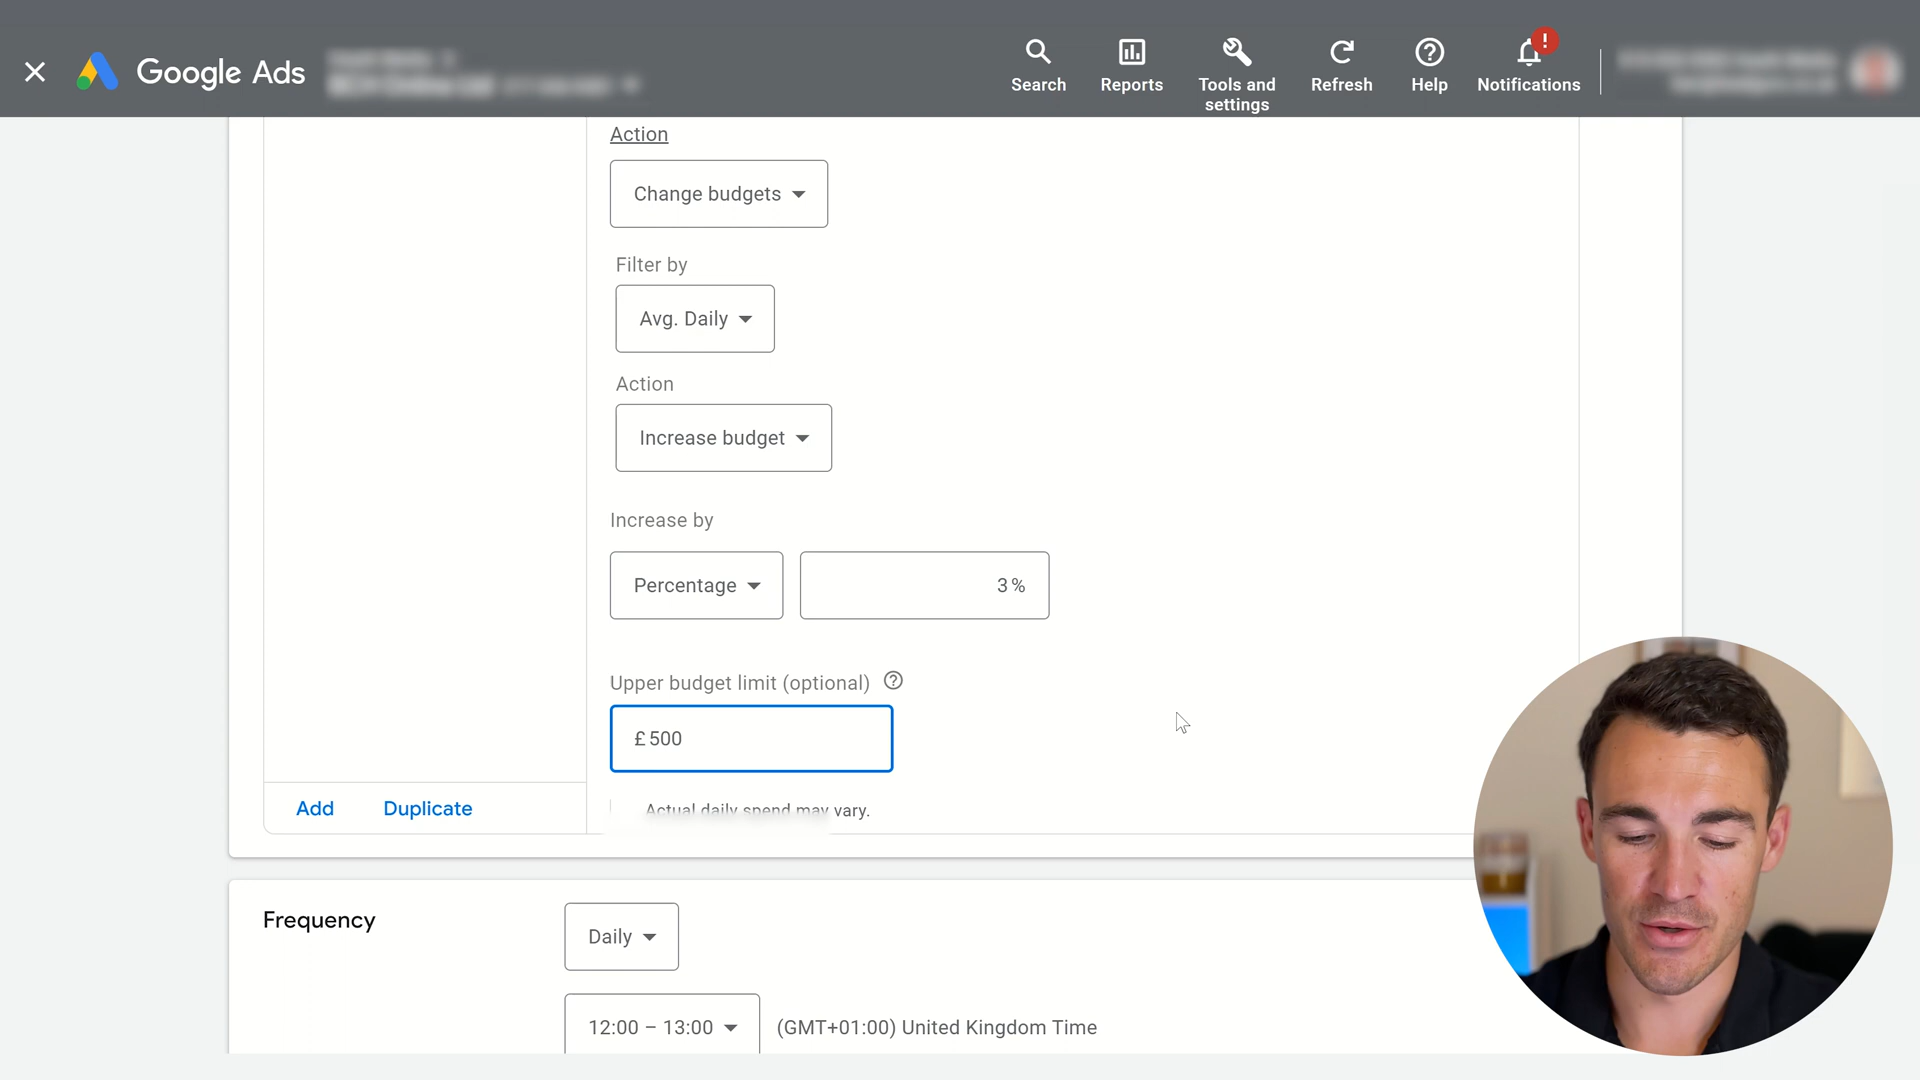 Google Ads
Search
Reports
Tools and
settings
Refresh
Help
!
Notifications
Action
Change budgets
Filter by
Avg. Daily
Action
Increase budget
Increase by
Percentage
3%
Upper budget limit (optional)
£500
Actual daily spend may vary.
Add
Duplicate
Frequency
Daily
12:00 – 13:00
(GMT+01:00) United Kingdom Time